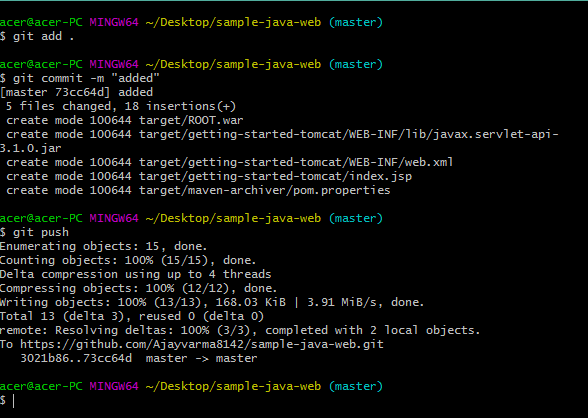 acer@acer-PC MINGW64 ~/Desktop/sample-java-web (master)
$ git add .
acer@acer-PC MINGW64 ~/Desktop/sample-java-web (master)
$ git commit -m "added"
[master 73cc64d] added
 5 files changed, 18 insertions(+)
 create mode 100644 target/ROOT.war
 create mode 100644 target/getting-started-tomcat/WEB-INF/lib/javax.servlet-api-
3.1.0.jar
 create mode 100644 target/getting-started-tomcat/WEB-INF/web.xml
 create mode 100644 target/getting-started-tomcat/index.jsp
 create mode 100644 target/maven-archiver/pom.properties
acer@acer-PC MINGW64 ~/Desktop/sample-java-web (master)
$ git push
Enumerating objects: 15, done.
Counting objects: 100% (15/15), done.
Delta compression using up to 4 threads
Compressing objects: 100% (12/12), done.
Writing objects: 100% (13/13), 168.03 KiB | 3.91 MiB/s, done.
Total 13 (delta 3), reused 0 (delta 0)
remote: Resolving deltas: 100% (3/3), completed with 2 local objects.
To https://github.com/Ajayvarma8142/sample-java-web.git
   3021b86..73cc64d  master -> master
acer@acer-PC MINGW64 ~/Desktop/sample-java-web (master)
$